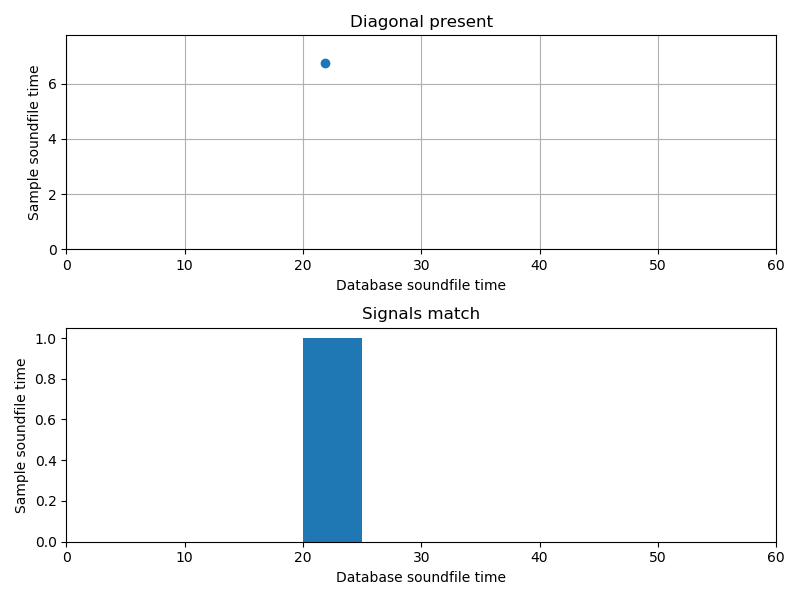 Diagonal present
Sample soundfile time
6
4
2
0
0 10 20 30 40 50 60
Database soundfile time
Signals match
Sample soundfile time
1.0
0.8
0.6
0.4
0.2
0.0
0 10 20 30 40 50 60
Database soundfile time